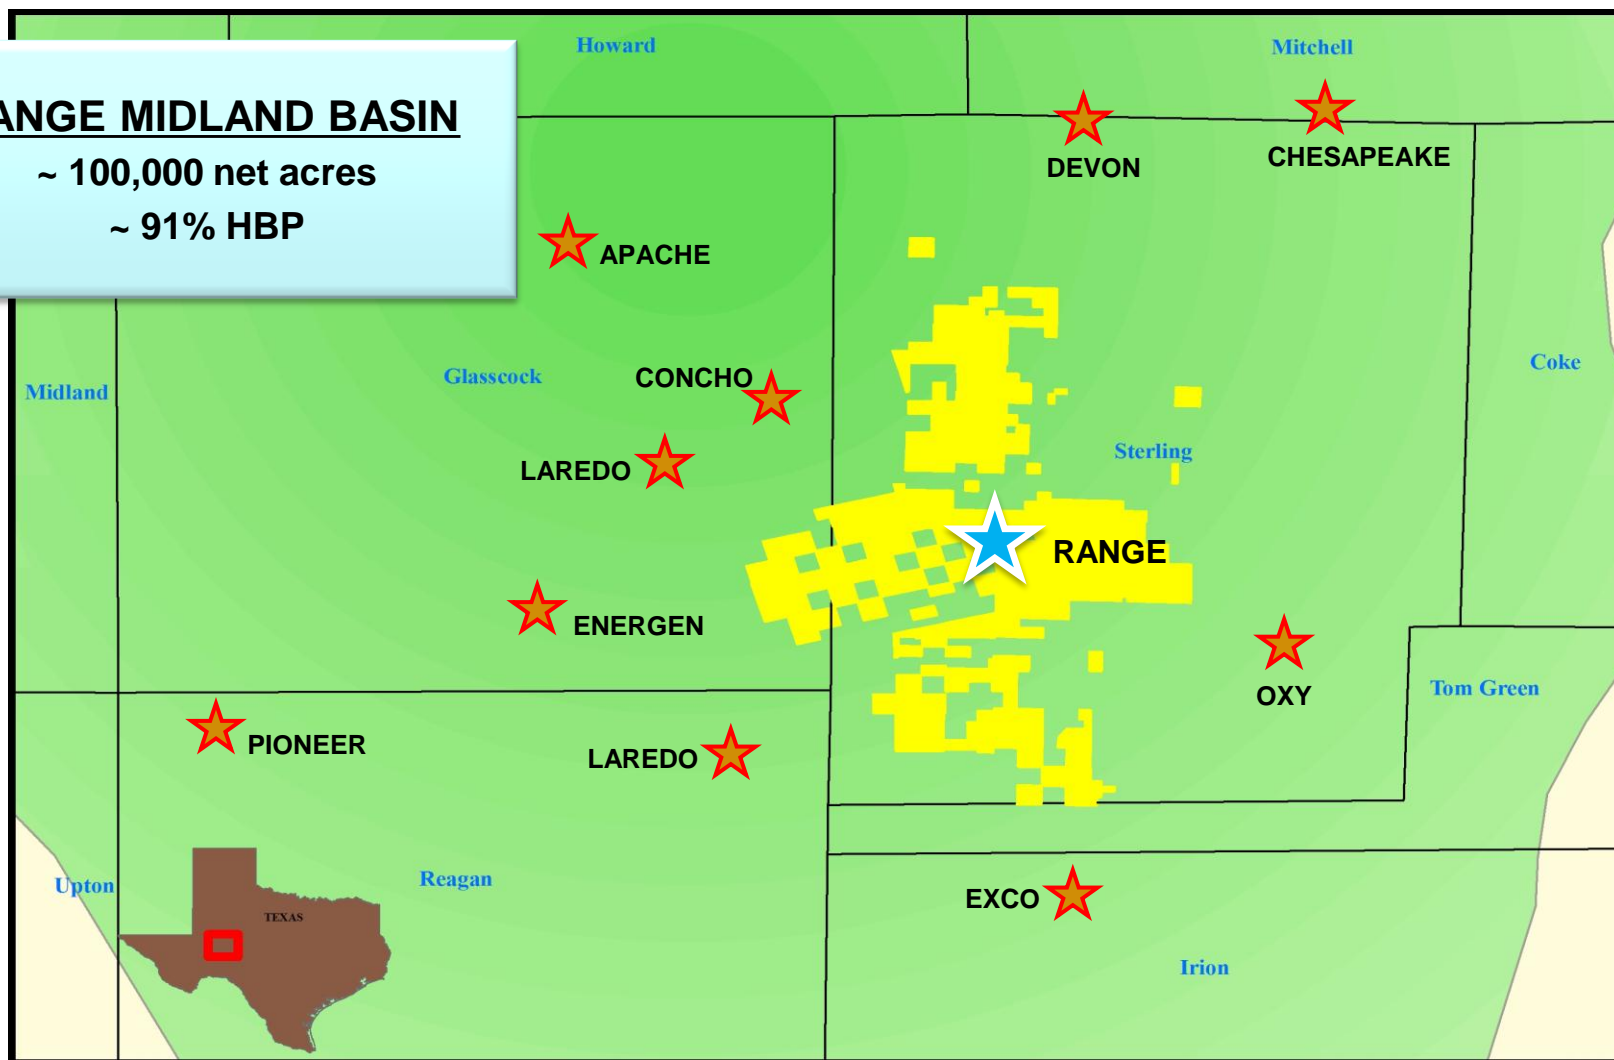 Howard
Mitchell
ANGE MIDLAND BASIN
~ 100,000 net acres
~ 91% HBP
DEVON
CHESAPEAKE
APACHE
Midland
Glasscock
CONCHO
Coke
LAREDO
Sterling
RANGE
ENERGEN
OXY
Tom Green
PIONEER
LAREDO
Upton
Reagan
TEXAS
EXCO
Irion